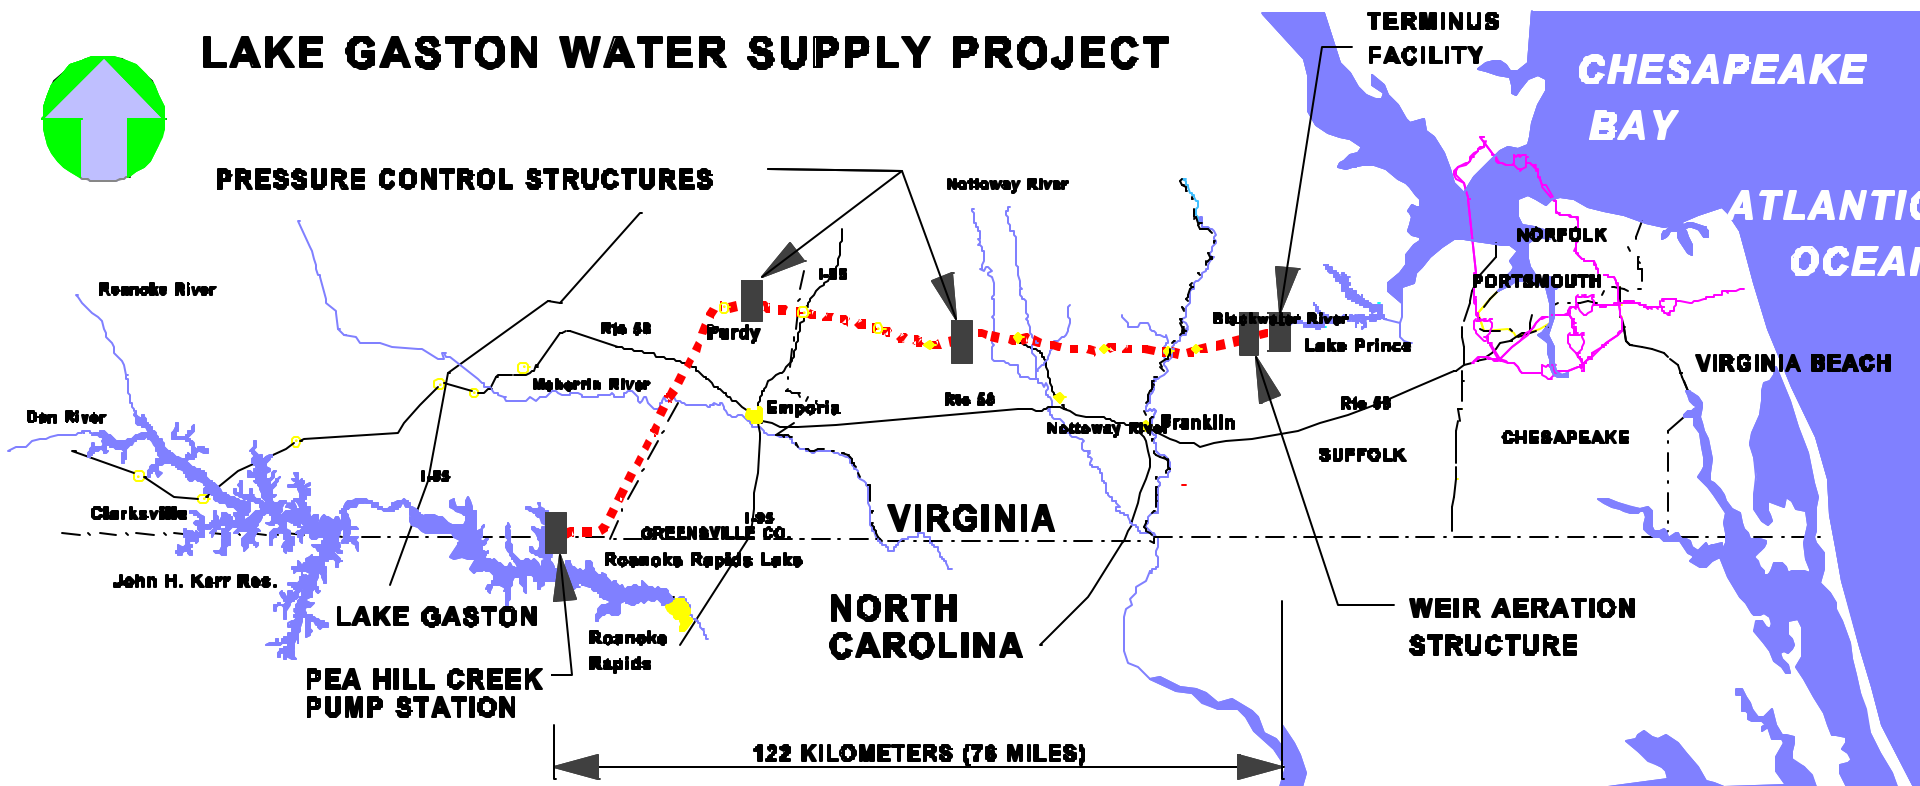 LAKE GASTON WATER SUPPLY PROJECT
TERMINUS
FACILITY
CHESAPEAKE
BAY
PRESSURE CONTROL STRUCTURES
Nottoway River
ATLANTIC
OCEAN
NORFOLK
PORTSMOUTH
Roanoke River
I-85
Rte 58
Purdy
Blackwater River
Lake Prince
VIRGINIA BEACH
Meherrin River
Dan River
Emporia
Rte 58
Rte 58
Nottoway River
Franklin
SUFFOLK
CHESAPEAKE
I-85
Clarksville
I-95
VIRGINIA
GREENSVILLE CO.
Roanoke Rapids Lake
John H. Kerr Res.
LAKE GASTON
NORTH
CAROLINA
WEIR AERATION
STRUCTURE
Roanoke
Rapids
PEA HILL CREEK
PUMP STATION
122 KILOMETERS (76 MILES)